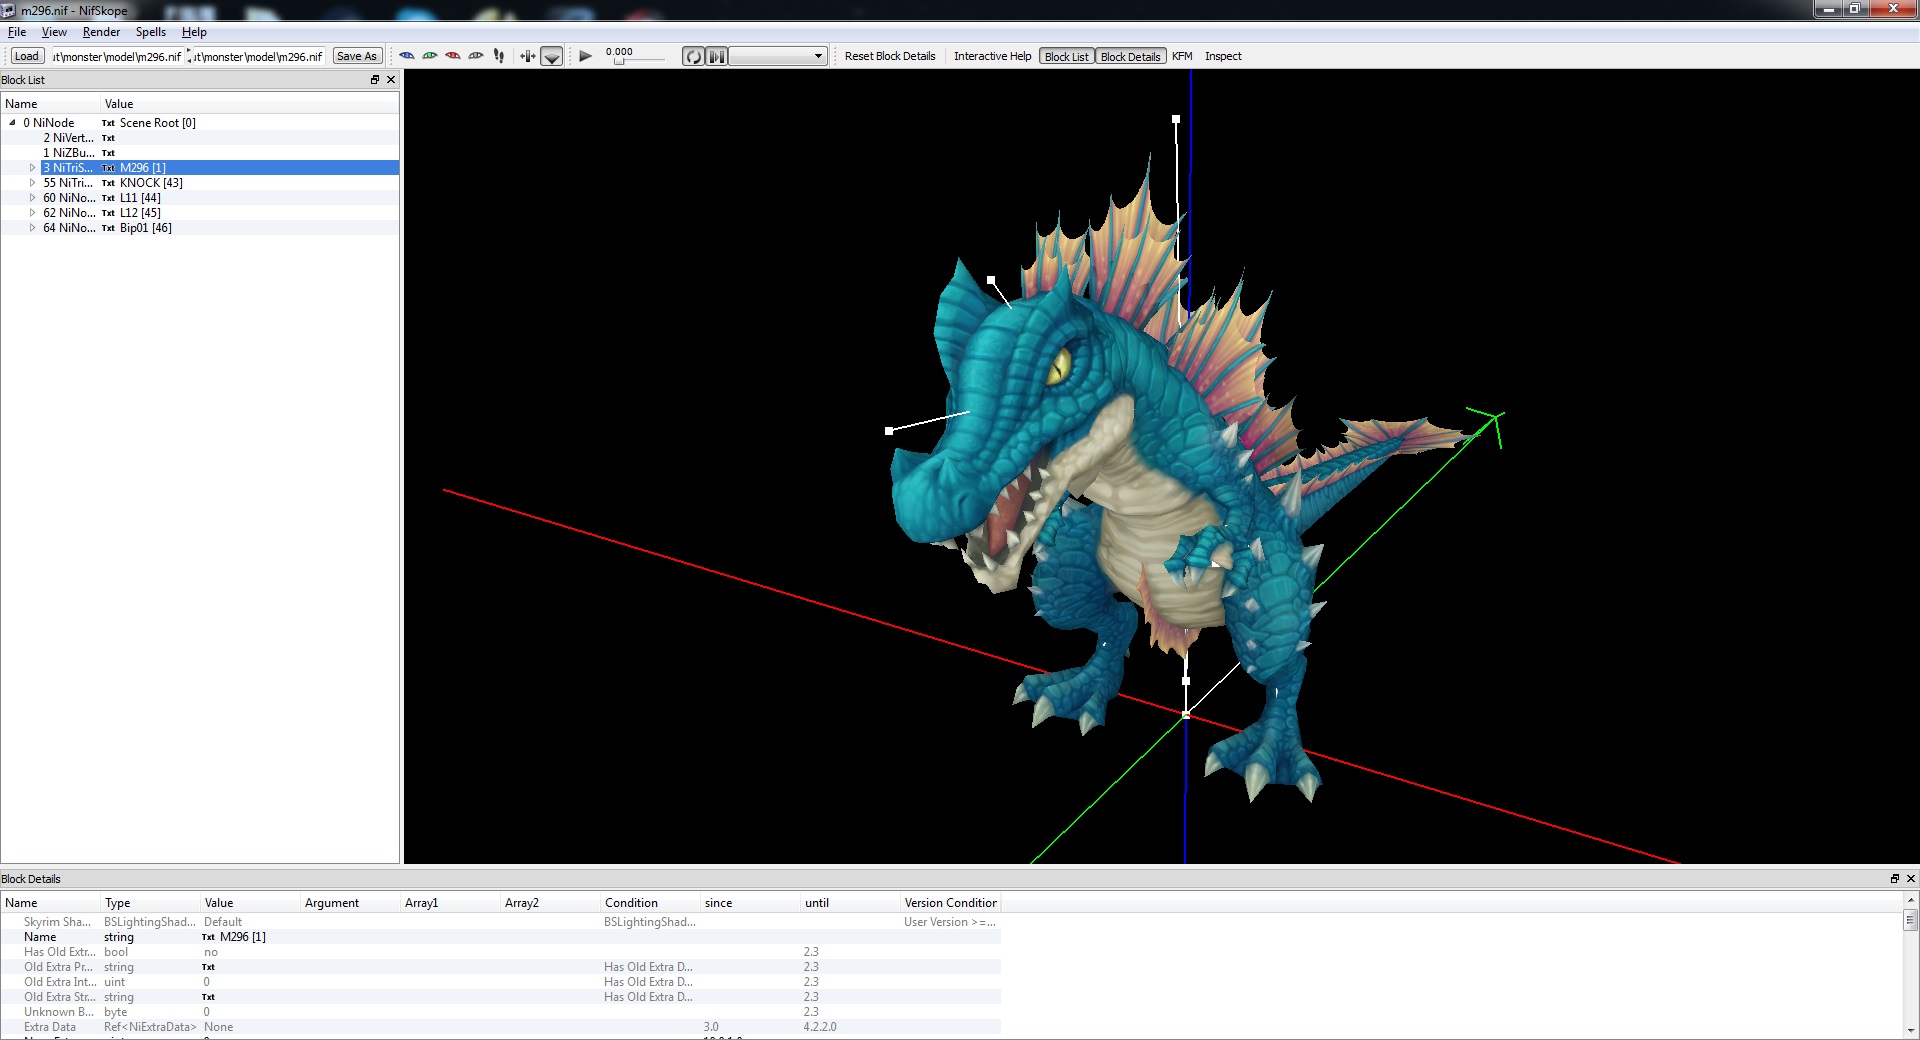 m296.nif - NifSkope
File View Render Spells Help
Load ıt\monster\model\m296.nif ıt\monster\model\m296.nif Save As 0.000 Reset Block Details Interactive Help Block List Block Details KFM Inspect
Block List
Name Value
0 NiNode Txt Scene Root [0]
2 NiVert... Txt
1 NiZBu... Txt
3 NiTriS... Txt M296 [1]
55 NiTri... Txt KNOCK [43]
60 NiNo... Txt L11 [44]
62 NiNo... Txt L12 [45]
64 NiNo... Txt Bip01 [46]
Block Details
Name Type Value Argument Array1 Array2 Condition since until Version Condition
Skyrim Sha... BSLightingShad... Default BSLightingShad... User Version >=...
Name string Txt M296 [1]
Has Old Extr... bool no 2.3
Old Extra Pr... string Txt Has Old Extra D... 2.3
Old Extra Int... uint 0 Has Old Extra D... 2.3
Old Extra Str... string Txt Has Old Extra D... 2.3
Unknown B... byte 0 2.3
Extra Data Ref<NiExtraData> None 3.0 4.2.2.0